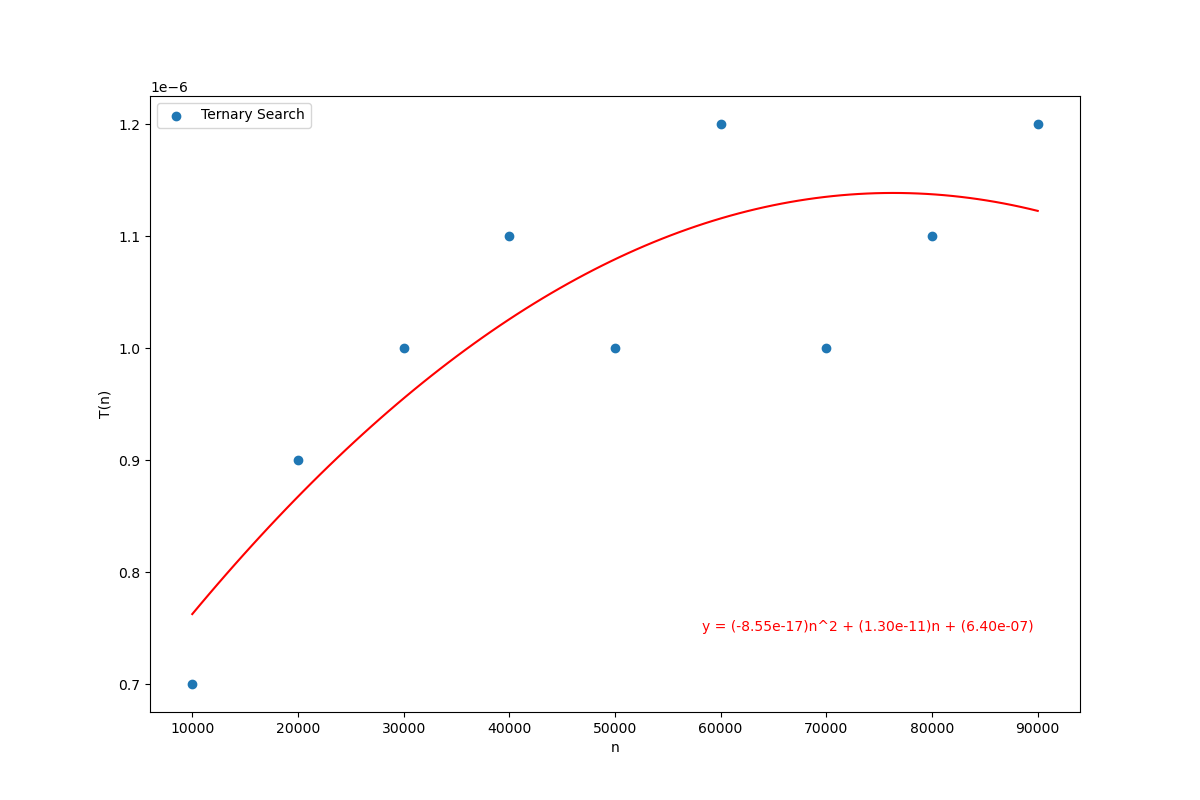 1e−6
Ternary Search
1.2
1.1
1.0
0.9
0.8
0.7
T(n)
y = (-8.55e-17)n^2 + (1.30e-11)n + (6.40e-07)
10000 20000 30000 40000 50000 60000 70000 80000 90000
n